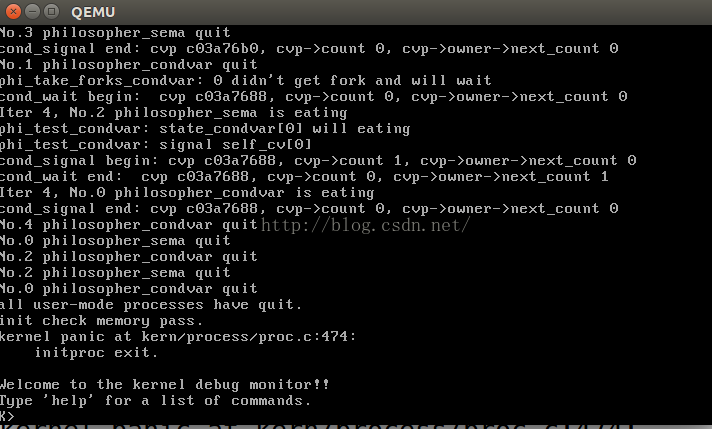 QEMU
No.3 philosopher_sema quit
cond_signal end: cvp c03a76b0, cvp->count 0, cvp->owner->next_count 0
No.1 philosopher_condvar quit
phi_take_forks_condvar: 0 didn't get fork and will wait
cond_wait begin:  cvp c03a7688, cvp->count 0, cvp->owner->next_count 0
Iter 4, No.2 philosopher_sema is eating
phi_test_condvar: state_condvar[0] will eating
phi_test_condvar: signal self_cv[0]
cond_signal begin: cvp c03a7688, cvp->count 1, cvp->owner->next_count 0
cond_wait end:  cvp c03a7688, cvp->count 0, cvp->owner->next_count 1
Iter 4, No.0 philosopher_condvar is eating
cond_signal end: cvp c03a7688, cvp->count 0, cvp->owner->next_count 0
No.4 philosopher_condvar quit
http://blog.csdn.net/
No.0 philosopher_sema quit
No.2 philosopher_condvar quit
No.2 philosopher_sema quit
No.0 philosopher_condvar quit
all user-mode processes have quit.
init check memory pass.
kernel panic at kern/process/proc.c:474:
    initproc exit.
Welcome to the kernel debug monitor!!
Type 'help' for a list of commands.
K>
kernel panic at kern/process/proc.c:474: